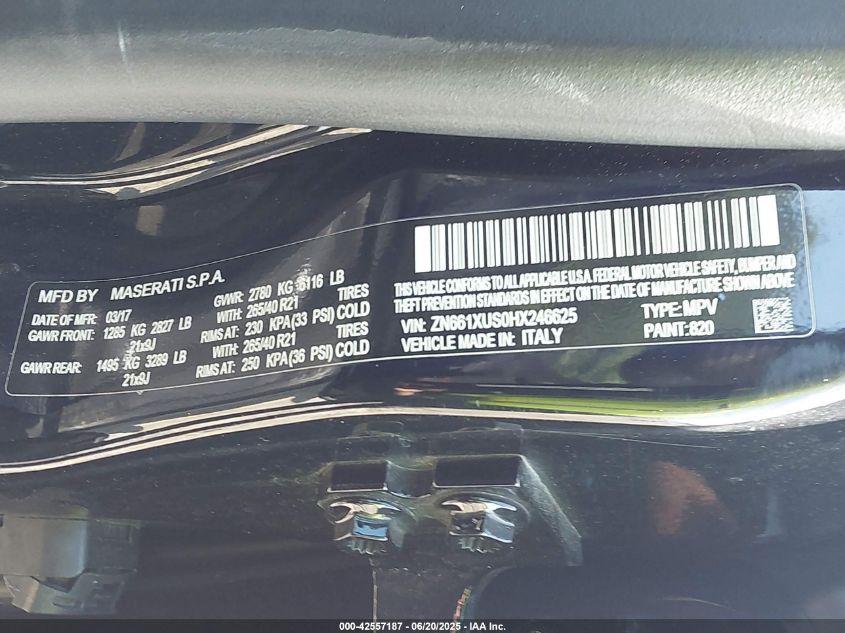 MFD BY MASERATI S.P.A.
DATE OF MFR: 03/17 GVWR: 2780 KG 6116 LB
GAWR FRONT: 1285 KG 2827 LB WITH: 265/40 R21 TIRES
21x9J RIMS AT: 230 KPA(33 PSI) COLD
GAWR REAR: 1495 KG 3289 LB WITH: 265/40 R21 TIRES
21x9J RIMS AT: 250 KPA(36 PSI) COLD
THIS VEHICLE CONFORMS TO ALL APPLICABLE U.S.A. FEDERAL MOTOR VEHICLE SAFETY, BUMPER AND
THEFT PREVENTION STANDARDS IN EFFECT ON THE DATE OF MANUFACTURE SHOWN ABOVE
VIN: ZN661XUS0HX246625 TYPE: MPV
VEHICLE MADE IN: ITALY PAINT: 820
000-42557187 - 06/20/2025 - IAA Inc.